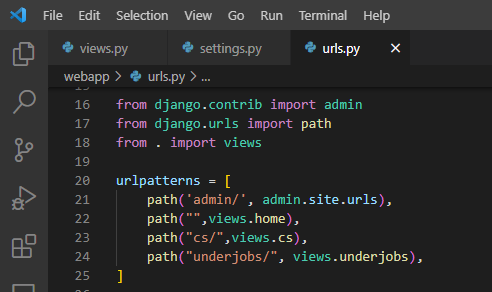 File Edit Selection View Go Run Terminal Help
views.py settings.py urls.py
webapp > urls.py > ...
16 from django.contrib import admin
17 from django.urls import path
18 from . import views
19
20 urlpatterns = [
21     path('admin/', admin.site.urls),
22     path("",views.home),
23     path("cs/",views.cs),
24     path("underjobs/", views.underjobs),
25 ]